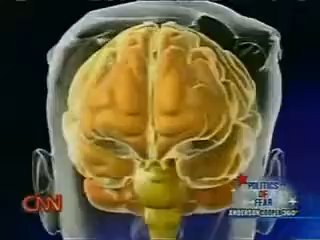 CNN
POLITICS
OF
FEAR
ANDERSON COOPER 360°